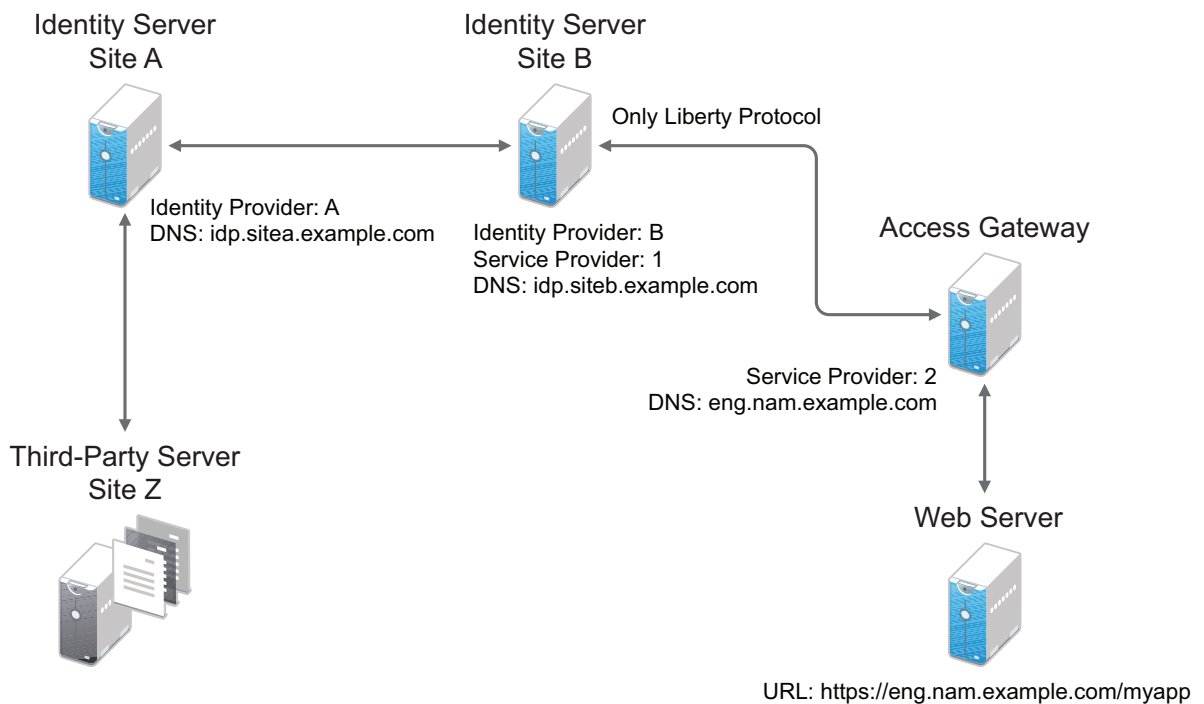 Identity Server
Site A
Identity Server
Site B
Only Liberty Protocol
Identity Provider: A
DNS: idp.sitea.example.com
Identity Provider: B
Service Provider: 1
DNS: idp.siteb.example.com
Access Gateway
Service Provider: 2
DNS: eng.nam.example.com
Third-Party Server
Site Z
Web Server
URL: https://eng.nam.example.com/myapp